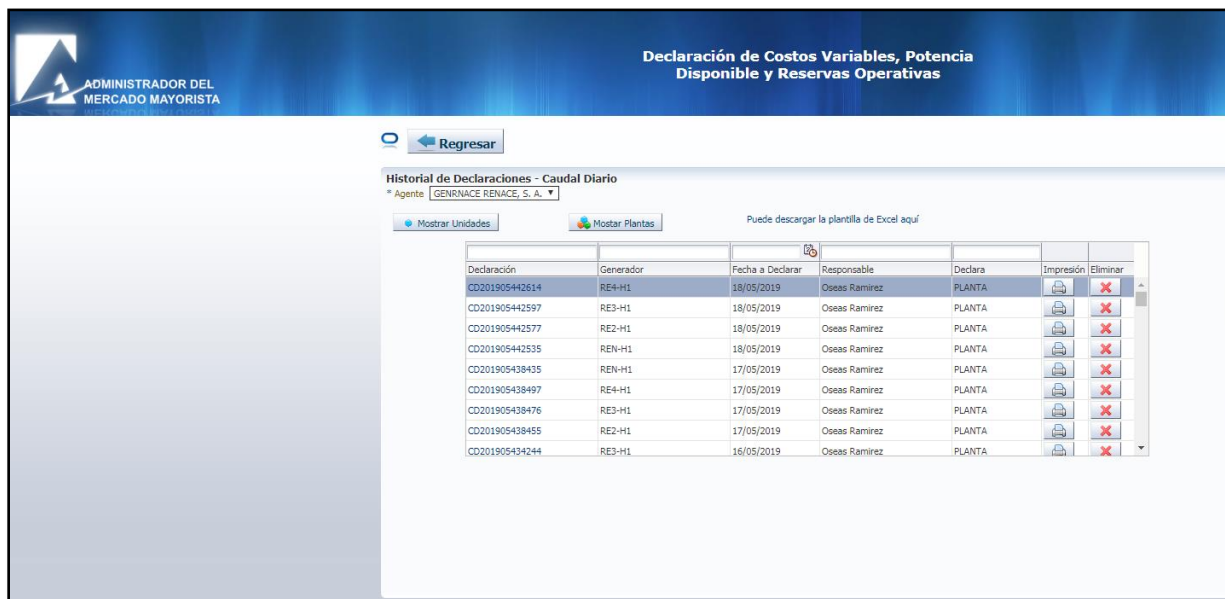 Declaración de Costos Variables, Potencia
Disponible y Reservas Operativas
ADMINISTRADOR DEL
MERCADO MAYORISTA
Regresar
Historial de Declaraciones - Caudal Diario
* Agente GENRNACE RENACE, S. A.
Mostrar Unidades Mostar Plantas Puede descargar la plantilla de Excel aquí
Declaración Generador Fecha a Declarar Responsable Declara Impresión Eliminar
CD201905442614 RE4-H1 18/05/2019 Oseas Ramirez PLANTA
CD201905442597 RE3-H1 18/05/2019 Oseas Ramirez PLANTA
CD201905442577 RE2-H1 18/05/2019 Oseas Ramirez PLANTA
CD201905442535 REN-H1 18/05/2019 Oseas Ramirez PLANTA
CD201905438435 REN-H1 17/05/2019 Oseas Ramirez PLANTA
CD201905438497 RE4-H1 17/05/2019 Oseas Ramirez PLANTA
CD201905438476 RE3-H1 17/05/2019 Oseas Ramirez PLANTA
CD201905438455 RE2-H1 17/05/2019 Oseas Ramirez PLANTA
CD201905434244 RE3-H1 16/05/2019 Oseas Ramirez PLANTA